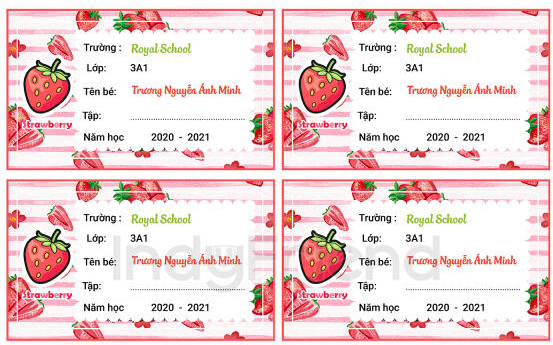 Trường : Royal School
Lớp: 3A1
Tên bé: Trương Nguyễn Ánh Minh
Tập: ................................
Strawberry
Năm học 2020 - 2021
Trường : Royal School
Lớp: 3A1
Tên bé: Trương Nguyễn Ánh Minh
Tập: ................................
Strawberry
Năm học 2020 - 2021
Trường : Royal School
Lớp: 3A1
Tên bé: Trương Nguyễn Ánh Minh
Tập: ................................
Strawberry
Năm học 2020 - 2021
Trường : Royal School
Lớp: 3A1
Tên bé: Trương Nguyễn Ánh Minh
Tập: ................................
Strawberry
Năm học 2020 - 2021